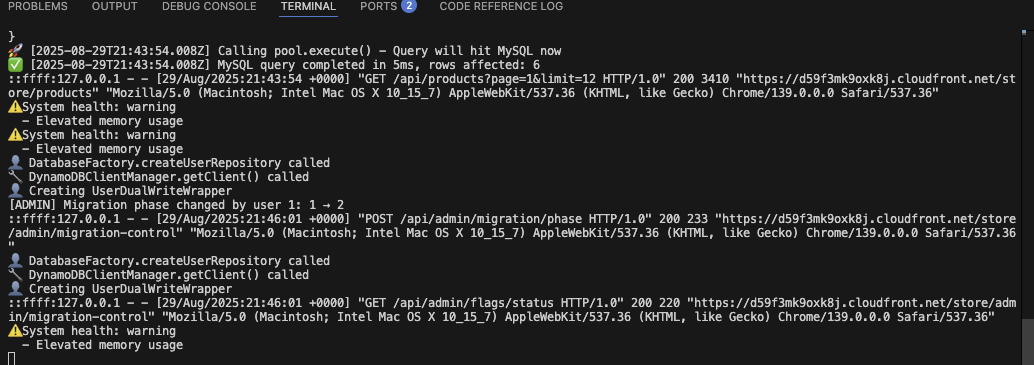 PROBLEMS OUTPUT DEBUG CONSOLE TERMINAL PORTS 2 CODE REFERENCE LOG
}
🚀 [2025-08-29T21:43:54.008Z] Calling pool.execute() - Query will hit MySQL now
✅ [2025-08-29T21:43:54.008Z] MySQL query completed in 5ms, rows affected: 6
::ffff:127.0.0.1 - - [29/Aug/2025:21:43:54 +0000] "GET /api/products?page=1&limit=12 HTTP/1.0" 200 3410 "https://d59f3mk9oxk8j.cloudfront.net/st
ore/products" "Mozilla/5.0 (Macintosh; Intel Mac OS X 10_15_7) AppleWebKit/537.36 (KHTML, like Gecko) Chrome/139.0.0.0 Safari/537.36"
⚠️System health: warning
- Elevated memory usage
⚠️System health: warning
- Elevated memory usage
👤 DatabaseFactory.createUserRepository called
🔧 DynamoDBClientManager.getClient() called
👤 Creating UserDualWriteWrapper
[ADMIN] Migration phase changed by user 1: 1 → 2
::ffff:127.0.0.1 - - [29/Aug/2025:21:46:01 +0000] "POST /api/admin/migration/phase HTTP/1.0" 200 233 "https://d59f3mk9oxk8j.cloudfront.net/store
/admin/migration-control" "Mozilla/5.0 (Macintosh; Intel Mac OS X 10_15_7) AppleWebKit/537.36 (KHTML, like Gecko) Chrome/139.0.0.0 Safari/537.36
"
👤 DatabaseFactory.createUserRepository called
🔧 DynamoDBClientManager.getClient() called
👤 Creating UserDualWriteWrapper
::ffff:127.0.0.1 - - [29/Aug/2025:21:46:01 +0000] "GET /api/admin/flags/status HTTP/1.0" 200 220 "https://d59f3mk9oxk8j.cloudfront.net/store/adm
in/migration-control" "Mozilla/5.0 (Macintosh; Intel Mac OS X 10_15_7) AppleWebKit/537.36 (KHTML, like Gecko) Chrome/139.0.0.0 Safari/537.36"
⚠️System health: warning
- Elevated memory usage